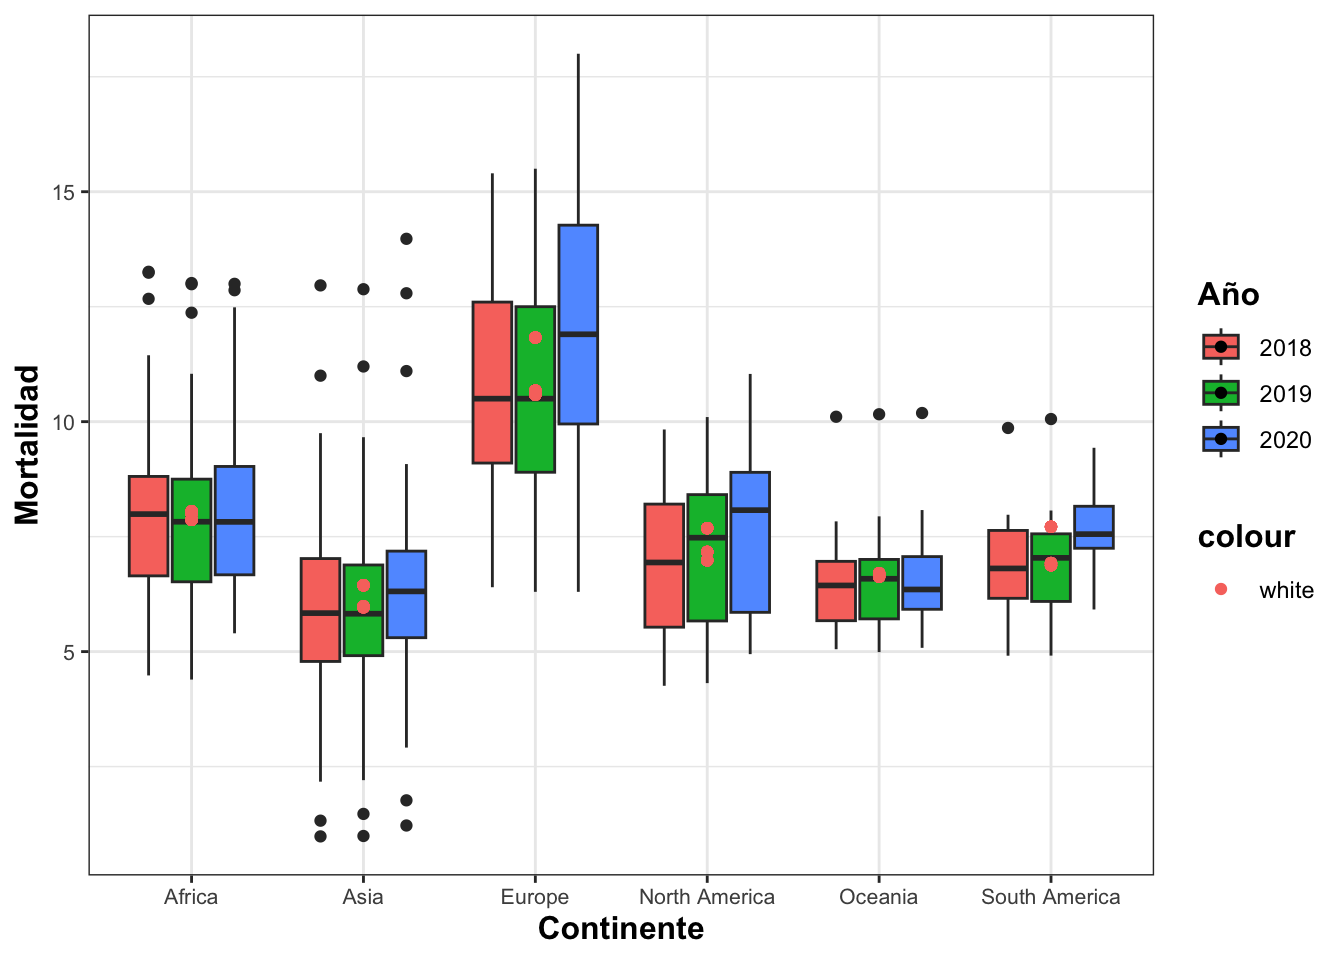 15
10
5
Mortalidad
Africa
Asia
Europe
North America
Oceania
South America
Continente
Año
2018
2019
2020
colour
white